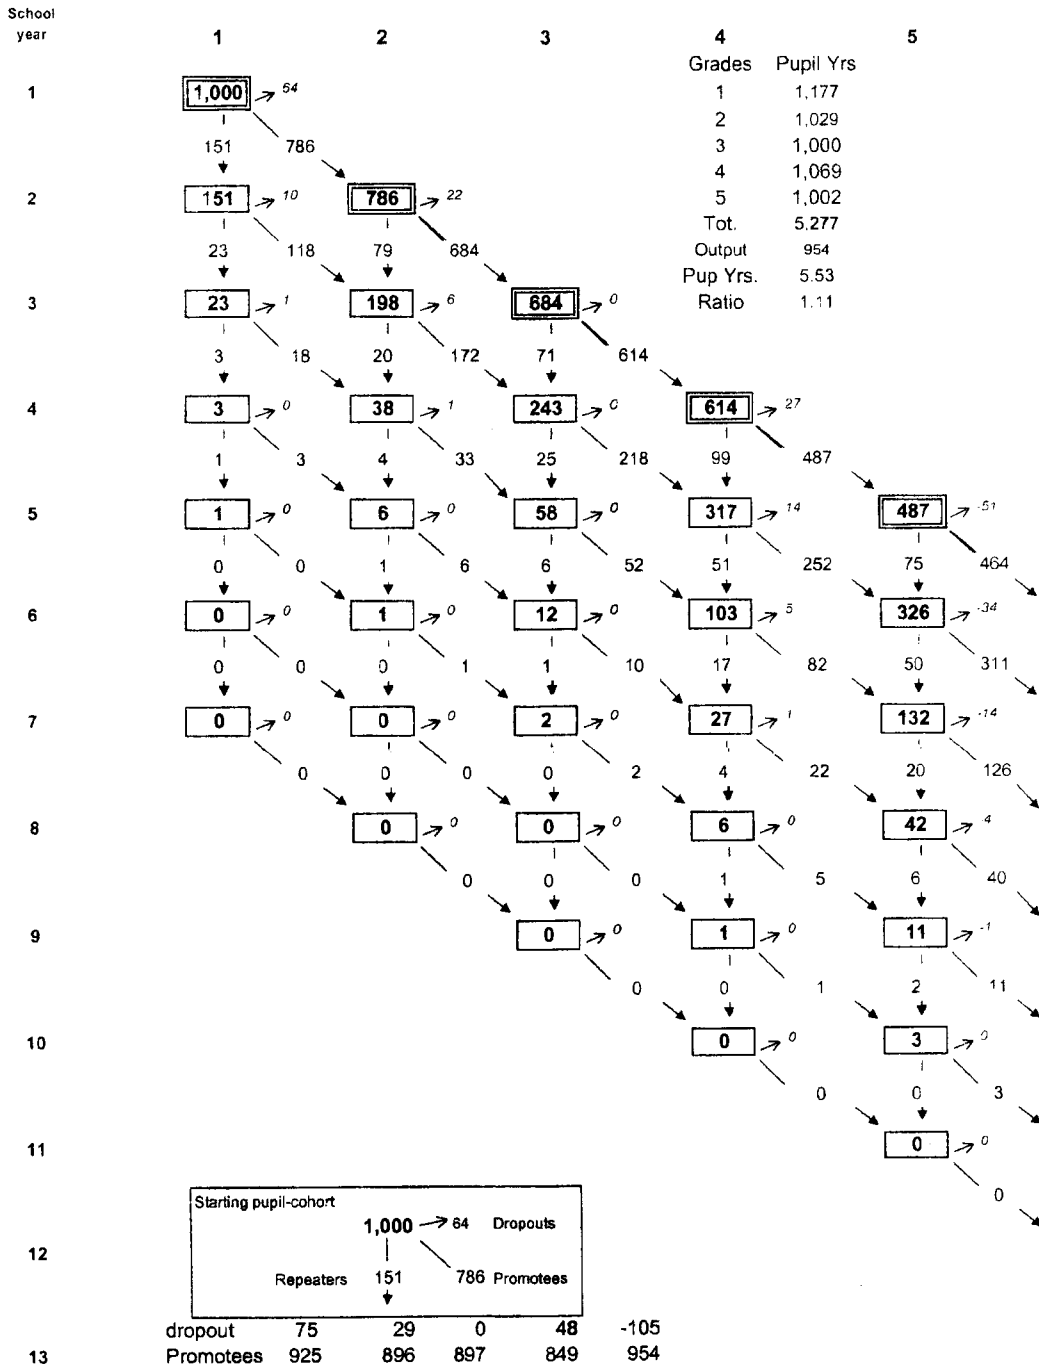 School
year 1 2 3 4 5
Grades Pupil Yrs
1 1,000 64 1 1,177
2 1,029
151 786 3 1,000
4 1,069
2 151 10 786 22 5 1,002
Tot. 5.277
23 118 79 684 Output 954
Pup Yrs. 5.53
3 23 1 198 6 684 0 Ratio 1.11
3 18 20 172 71 614
4 3 0 38 1 243 0 614 27
1 3 4 33 25 218 99 487
5 1 0 6 0 58 0 317 14 487 -51
0 0 1 6 6 52 51 252 75 464
6 0 0 1 0 12 0 103 5 326 -34
0 0 0 1 1 10 17 82 50 311
7 0 0 0 0 2 0 27 1 132 -14
0 0 0 0 2 4 22 20 126
8 0 0 0 0 6 0 42 4
0 0 0 1 5 6 40
9 0 0 1 0 11 -1
0 0 1 2 11
10 0 0 3 0
0 0 3
11 0 0
0
Starting pupil-cohort
1,000 64 Dropouts
12
Repeaters 151 786 Promotees
dropout 75 29 0 48 -105
13 Promotees 925 896 897 849 954